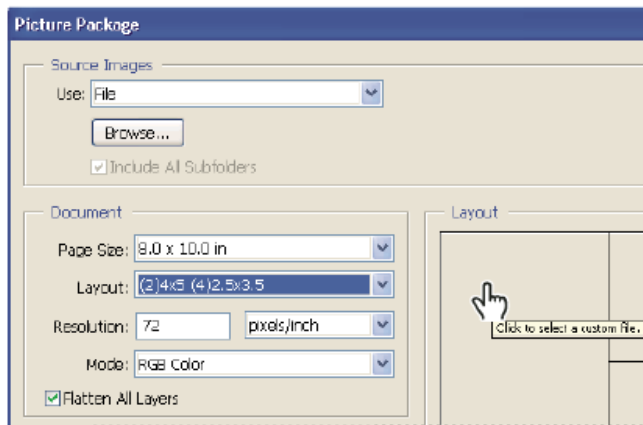 Picture Package
Source Images
Use: File
Browse...
Include All Subfolders
Document
Page Size: 8.0 x 10.0 in
Layout: (2)4x5 (4)2.5x3.5
Resolution: 72 pixels/inch
Mode: RGB Color
Flatten All Layers
Layout
Click to select a custom file.